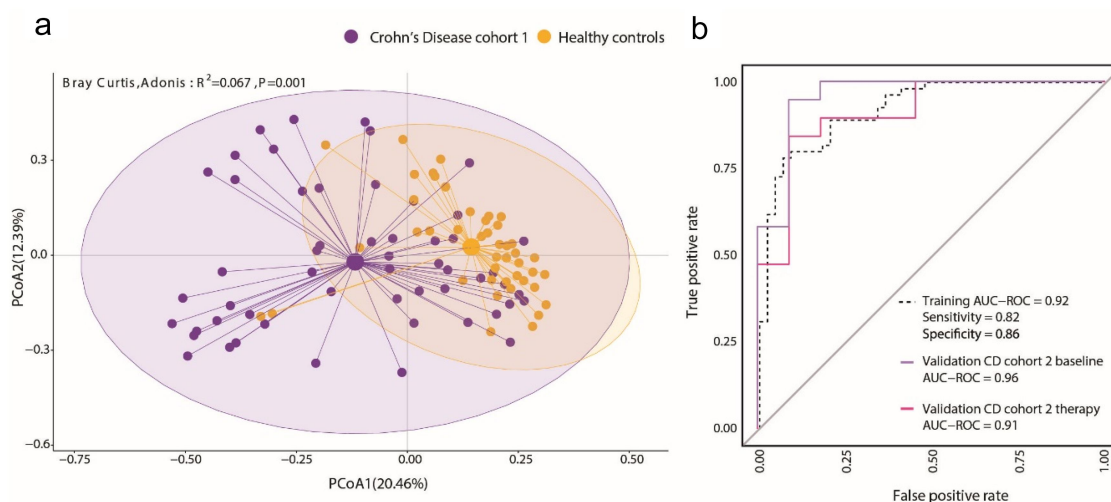 a
Crohn's Disease cohort 1
Healthy controls
Bray Curtis,Adonis : R²=0.067 ,P=0.001
0.3
0.0
−0.3
−0.6
PCoA2(12.39%)
−0.75
−0.50
−0.25
0.00
0.25
0.50
PCoA1(20.46%)
b
1.00
0.75
0.50
0.25
0.00
True positive rate
Training AUC−ROC = 0.92
Sensitivity = 0.82
Specificity = 0.86
Validation CD cohort 2 baseline
AUC−ROC = 0.96
Validation CD cohort 2 therapy
AUC−ROC = 0.91
0.00
0.25
0.50
0.75
1.00
False positive rate